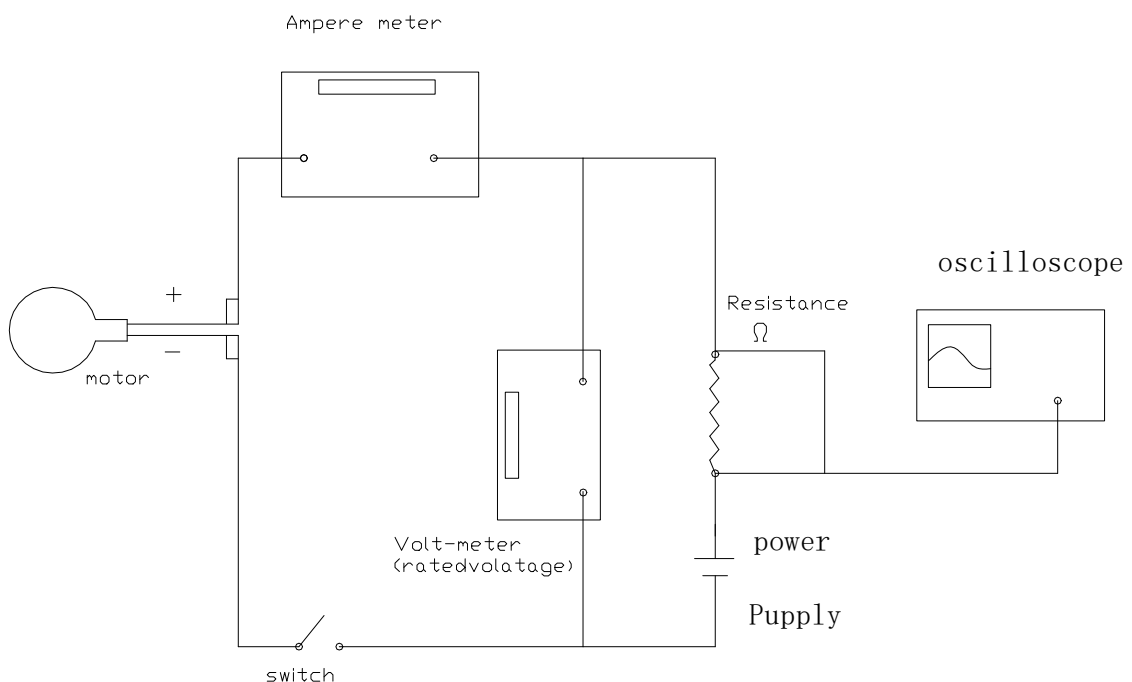 Ampere meter
oscilloscope
+
Resistance
Ω
−
motor
Volt-meter
(ratedvolatage)
power
Pupply
switch